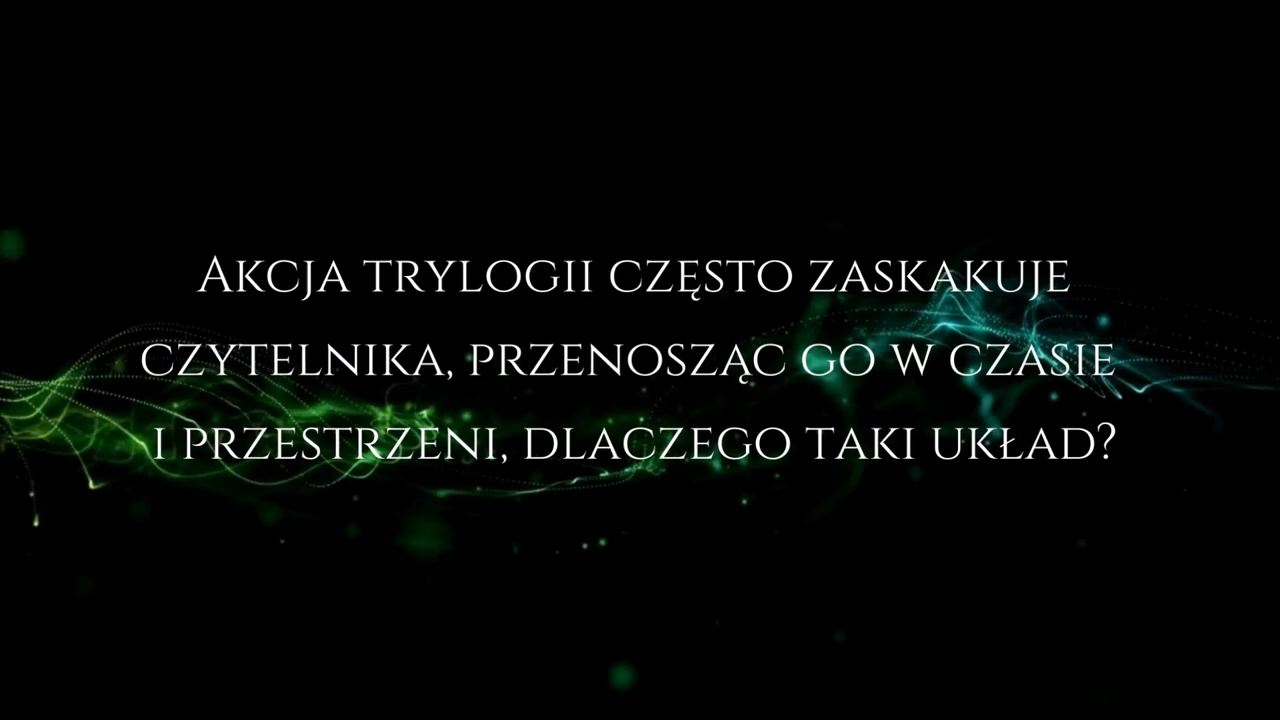 Akcja trylogii często zaskakuje
czytelnika, przenosząc go w czasie
i przestrzeni, dlaczego taki układ?